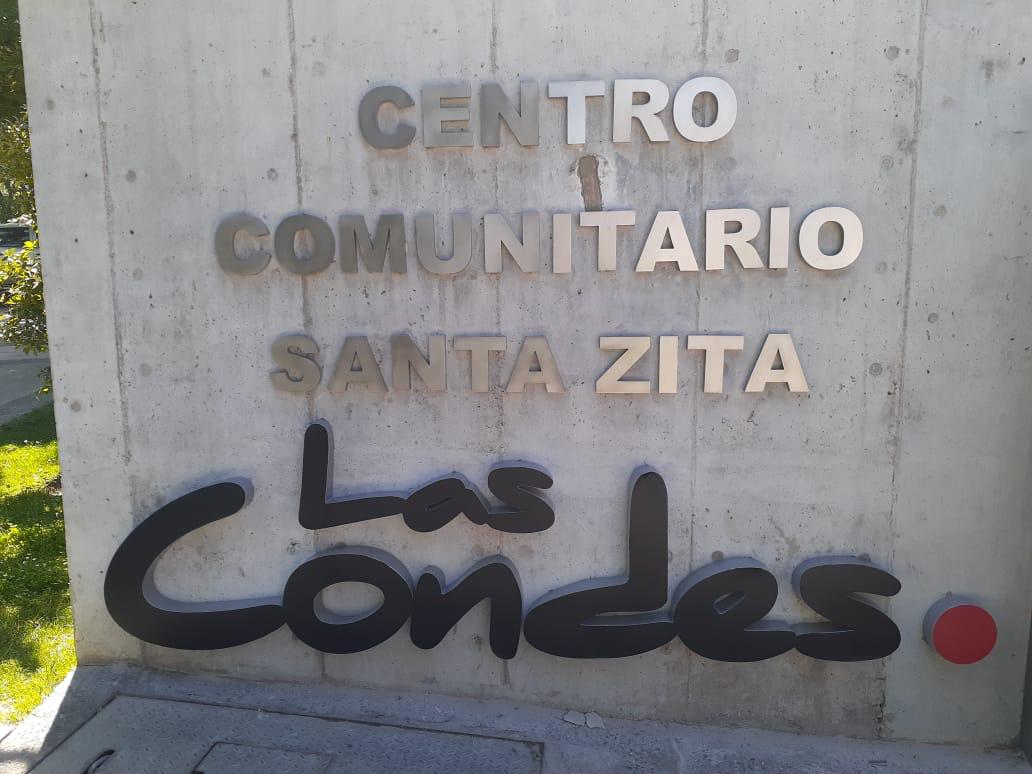 CENTRO
COMUNITARIO
SANTA ZITA
Las
Condes.